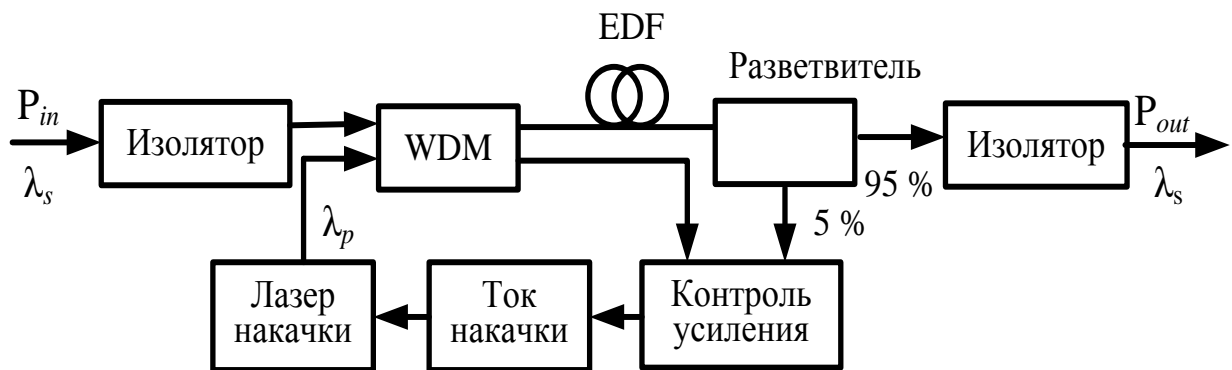 EDF
Разветвитель
P_in
Изолятор
WDM
Изолятор
P_out
λ_s
λ_p
95 %
5 %
λ_s
Лазер
накачки
Ток
накачки
Контроль
усиления